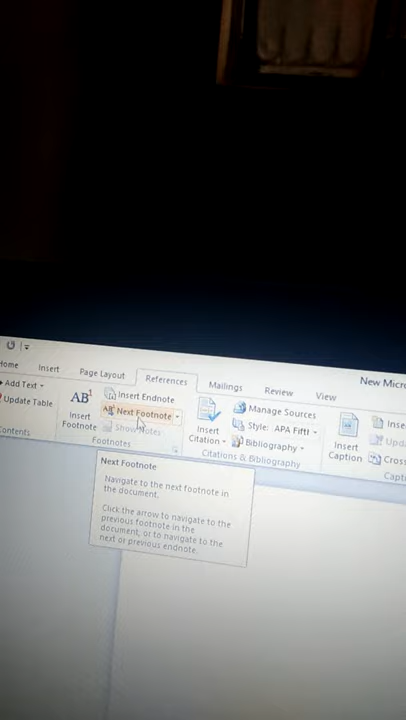 Home Insert Page Layout References Mailings Review View New Micro
Add Text
Update Table
AB¹
Insert
Footnote
Insert Endnote
Next Footnote
Show Notes
Footnotes
Insert
Citation
Manage Sources
Style: APA Fifth
Bibliography
Citations & Bibliography
Insert
Caption
Next Footnote
Navigate to the next footnote in
the document.
Click the arrow to navigate to the
previous footnote in the
document, or to navigate to the
next or previous endnote.